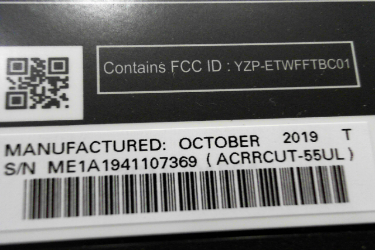 Contains FCC ID : YZP-ETWFFTBC01
MANUFACTURED: OCTOBER 2019 T
S/N ME1A1941107369 (ACRRCUT-55UL)